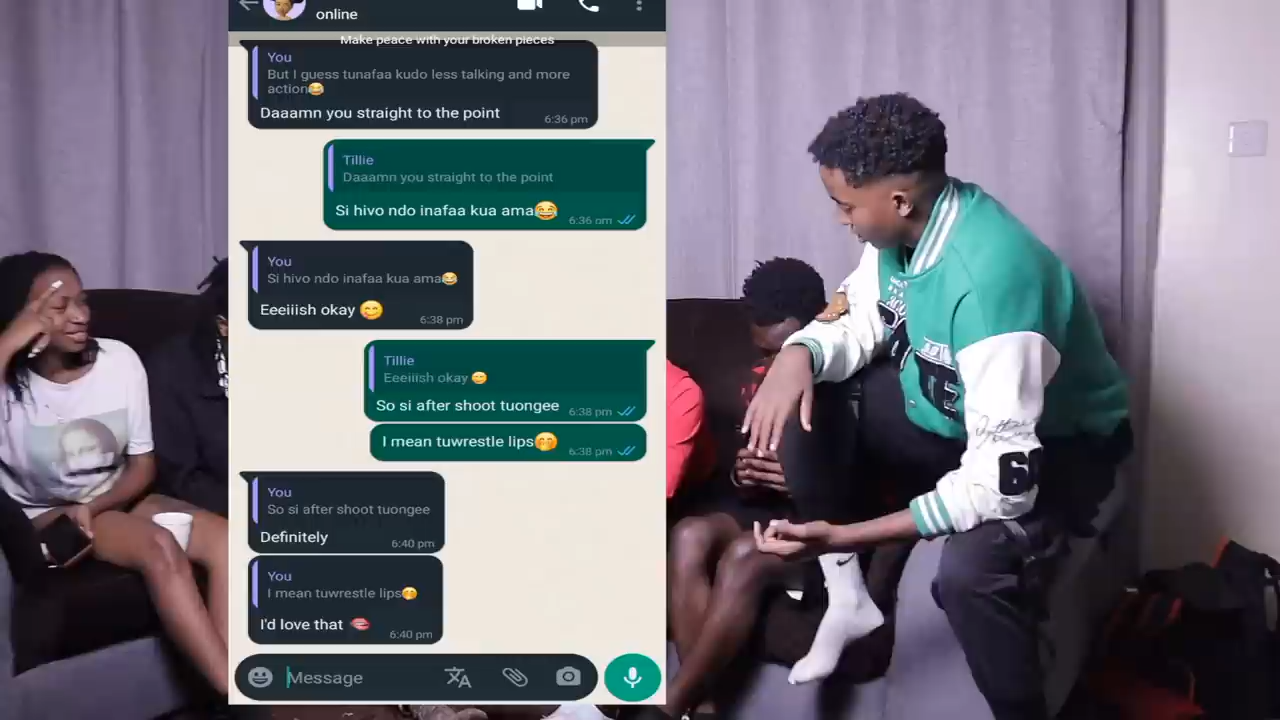 online
Make peace with your broken pieces
You
But I guess tunafaa kudo less talking and more
action😂
Daaamn you straight to the point
6:36 pm
Tillie
Daaamn you straight to the point
Si hivo ndo inafaa kua ama😂
6:36 pm
You
Si hivo ndo inafaa kua ama😂
Eeeiiish okay 😋
6:38 pm
Tillie
Eeeiiish okay 😋
So si after shoot tuongee
6:38 pm
I mean tuwrestle lips🤭
6:38 pm
You
So si after shoot tuongee
Definitely
6:40 pm
You
I mean tuwrestle lips🤭
I'd love that 🫦
6:40 pm
Message